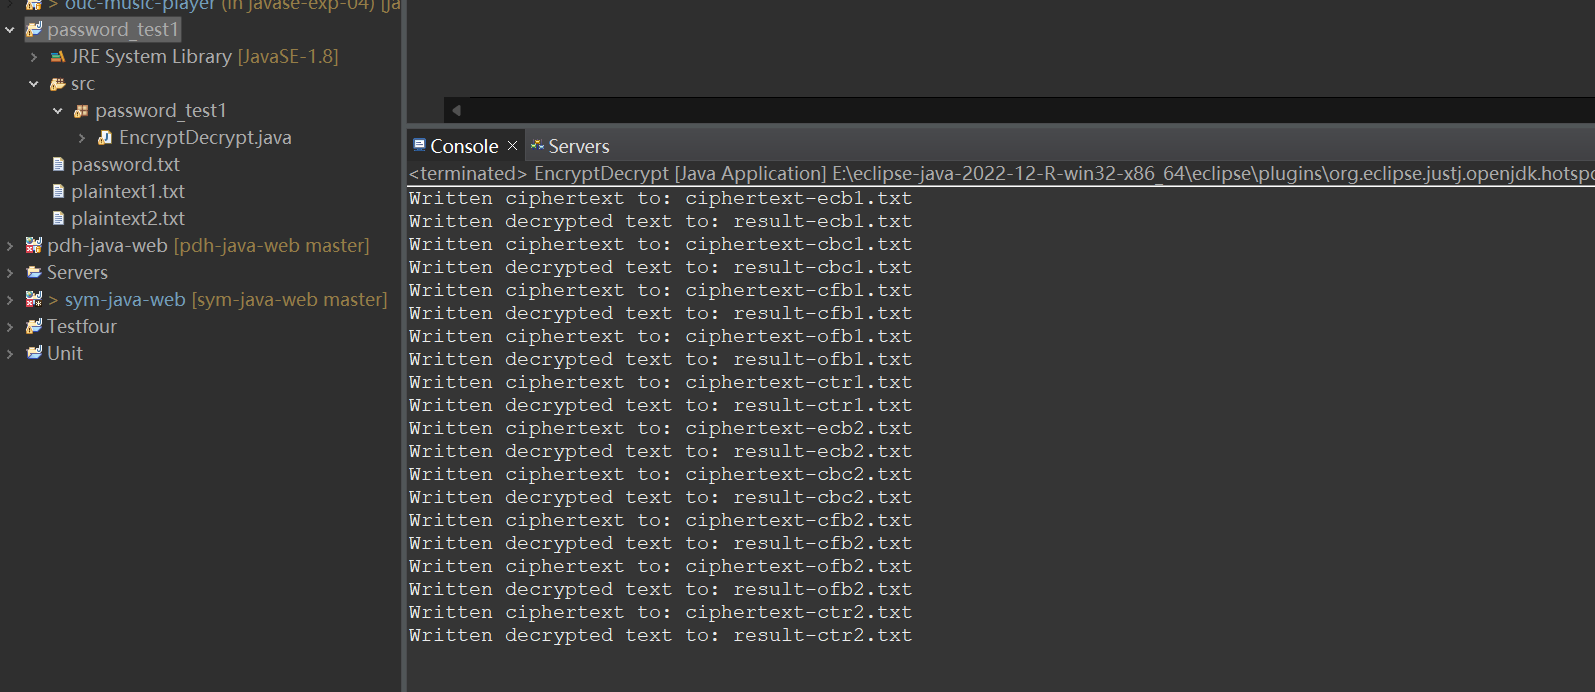 > ouc-music-player (in javase-exp-04) [ja
password_test1
JRE System Library [JavaSE-1.8]
src
password_test1
EncryptDecrypt.java
password.txt
plaintext1.txt
plaintext2.txt
pdh-java-web [pdh-java-web master]
Servers
> sym-java-web [sym-java-web master]
Testfour
Unit
Console × Servers
<terminated> EncryptDecrypt [Java Application] E:\eclipse-java-2022-12-R-win32-x86_64\eclipse\plugins\org.eclipse.justj.openjdk.hotspo
Written ciphertext to: ciphertext-ecb1.txt
Written decrypted text to: result-ecb1.txt
Written ciphertext to: ciphertext-cbc1.txt
Written decrypted text to: result-cbc1.txt
Written ciphertext to: ciphertext-cfb1.txt
Written decrypted text to: result-cfb1.txt
Written ciphertext to: ciphertext-ofb1.txt
Written decrypted text to: result-ofb1.txt
Written ciphertext to: ciphertext-ctr1.txt
Written decrypted text to: result-ctr1.txt
Written ciphertext to: ciphertext-ecb2.txt
Written decrypted text to: result-ecb2.txt
Written ciphertext to: ciphertext-cbc2.txt
Written decrypted text to: result-cbc2.txt
Written ciphertext to: ciphertext-cfb2.txt
Written decrypted text to: result-cfb2.txt
Written ciphertext to: ciphertext-ofb2.txt
Written decrypted text to: result-ofb2.txt
Written ciphertext to: ciphertext-ctr2.txt
Written decrypted text to: result-ctr2.txt